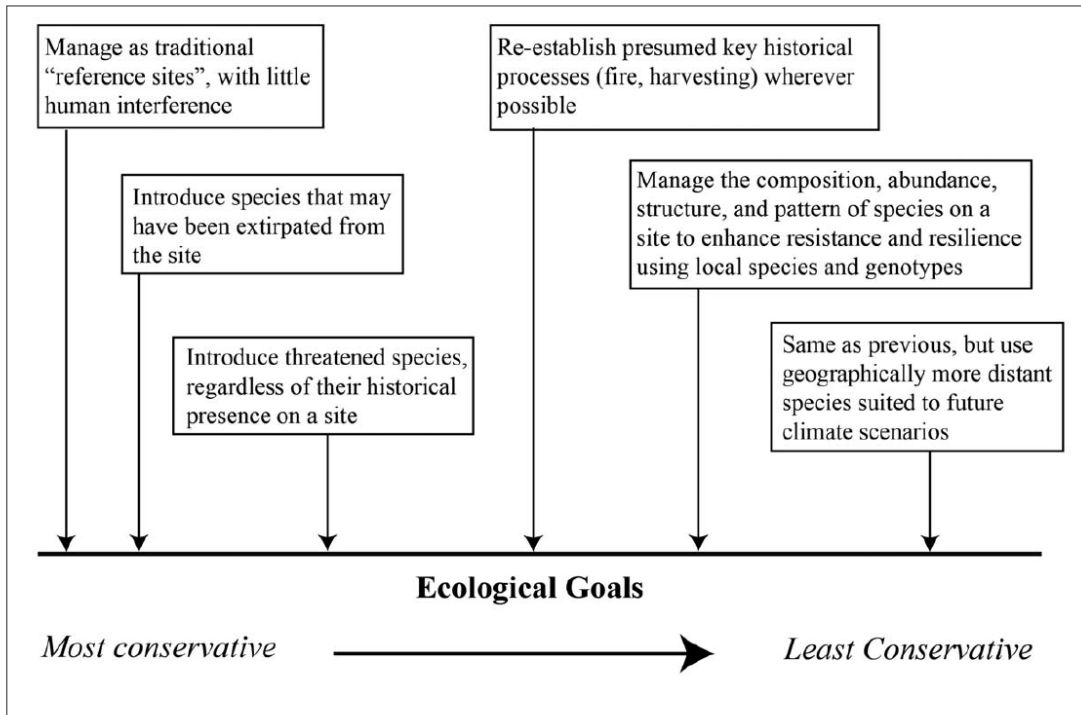 Manage as traditional
“reference sites”, with little
human interference
Re-establish presumed key historical
processes (fire, harvesting) wherever
possible
Introduce species that may
have been extirpated from
the site
Manage the composition, abundance,
structure, and pattern of species on a
site to enhance resistance and resilience
using local species and genotypes
Introduce threatened species,
regardless of their historical
presence on a site
Same as previous, but use
geographically more distant
species suited to future
climate scenarios
Ecological Goals
Most conservative
Least Conservative